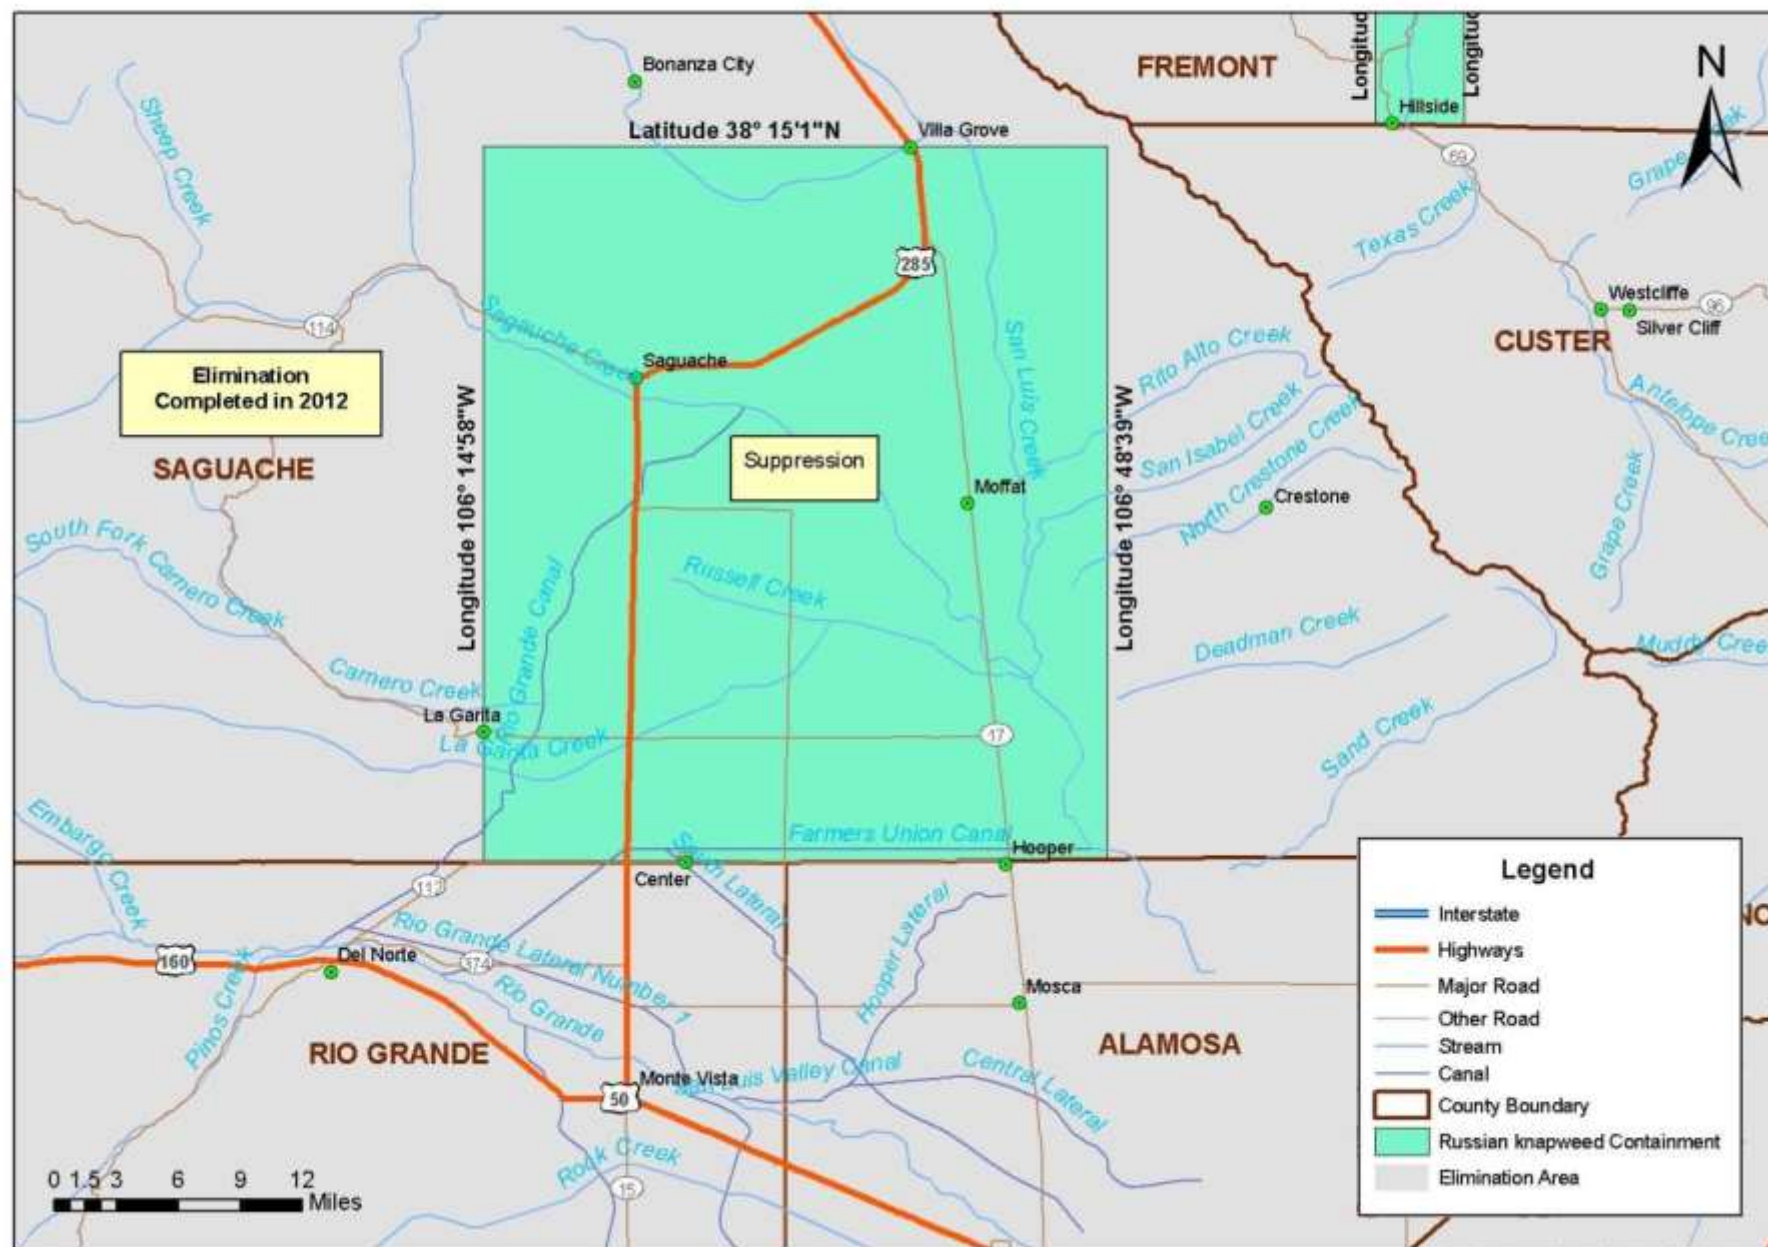 Bonanza City
FREMONT
Hillside
N
Latitude 38° 15'1"N
Villa Grove
Sheep Creek
69
Texas Creek
285
Westcliffe
96
Silver Cliff
CUSTER
114
Saguache
San Luis Creek
Rito Alto Creek
Elimination
Completed in 2012
Longitude 106° 14'58"W
Longitude 106° 48'39"W
San Isabel Creek
Antelope Creek
SAGUACHE
Suppression
Moffat
North Crestone Creek
Crestone
Grape Creek
South Fork Carnero Creek
Rio Grande Canal
Russell Creek
Deadman Creek
Carnero Creek
La Garita
La Garita Creek
17
Sand Creek
Embargo Creek
Farmers Union Canal
Hooper
Center
112
South Lateral
Hooper Lateral
Rio Grande Lateral Number 1
160
Del Norte
374
Rio Grande
Pinos Creek
Mosca
RIO GRANDE
ALAMOSA
50
Monte Vista
San Luis Valley Canal
Central Lateral
Rock Creek
15
0 1.5 3 6 9 12
Miles
Legend
Interstate
Highways
Major Road
Other Road
Stream
Canal
County Boundary
Russian knapweed Containment
Elimination Area